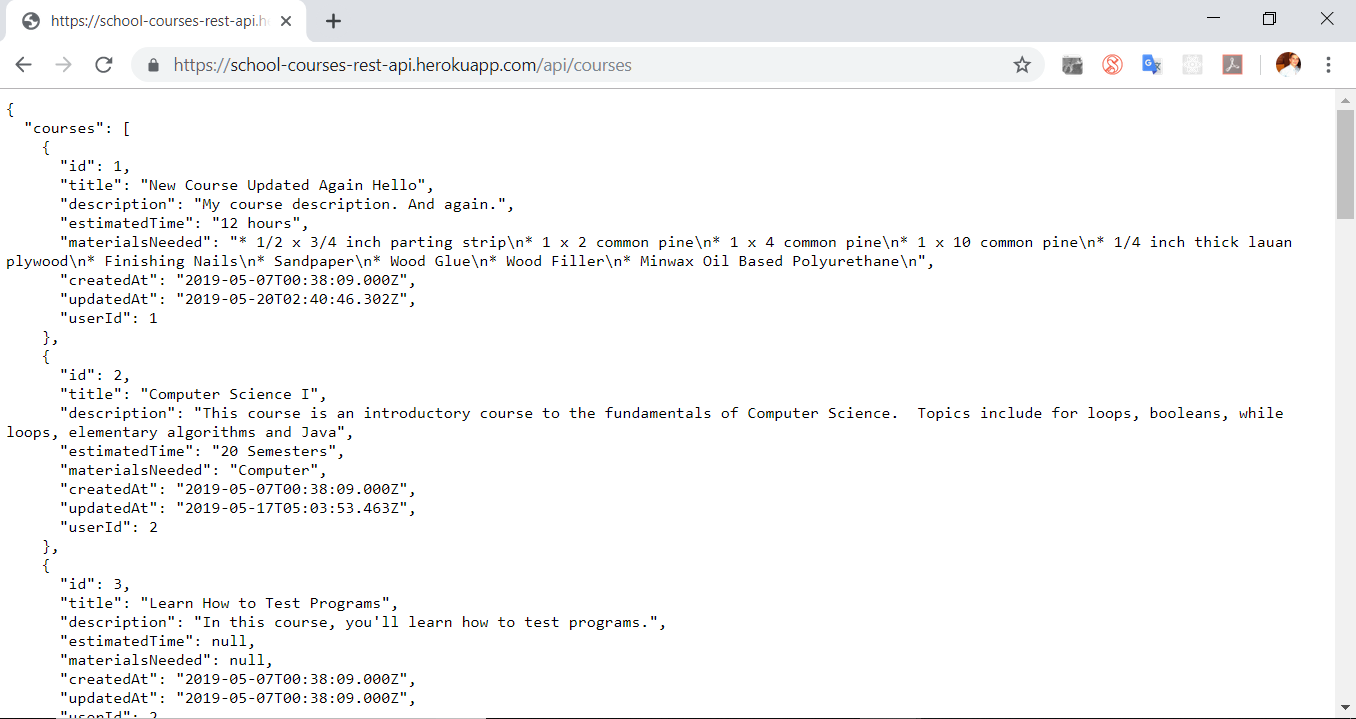 https://school-courses-rest-api.he
https://school-courses-rest-api.herokuapp.com/api/courses
{
  "courses": [
    {
      "id": 1,
      "title": "New Course Updated Again Hello",
      "description": "My course description. And again.",
      "estimatedTime": "12 hours",
      "materialsNeeded": "* 1/2 x 3/4 inch parting strip\n* 1 x 2 common pine\n* 1 x 4 common pine\n* 1 x 10 common pine\n* 1/4 inch thick lauan
plywood\n* Finishing Nails\n* Sandpaper\n* Wood Glue\n* Wood Filler\n* Minwax Oil Based Polyurethane\n",
      "createdAt": "2019-05-07T00:38:09.000Z",
      "updatedAt": "2019-05-20T02:40:46.302Z",
      "userId": 1
    },
    {
      "id": 2,
      "title": "Computer Science I",
      "description": "This course is an introductory course to the fundamentals of Computer Science.  Topics include for loops, booleans, while
loops, elementary algorithms and Java",
      "estimatedTime": "20 Semesters",
      "materialsNeeded": "Computer",
      "createdAt": "2019-05-07T00:38:09.000Z",
      "updatedAt": "2019-05-17T05:03:53.463Z",
      "userId": 2
    },
    {
      "id": 3,
      "title": "Learn How to Test Programs",
      "description": "In this course, you'll learn how to test programs.",
      "estimatedTime": null,
      "materialsNeeded": null,
      "createdAt": "2019-05-07T00:38:09.000Z",
      "updatedAt": "2019-05-07T00:38:09.000Z",
      "userId": 2